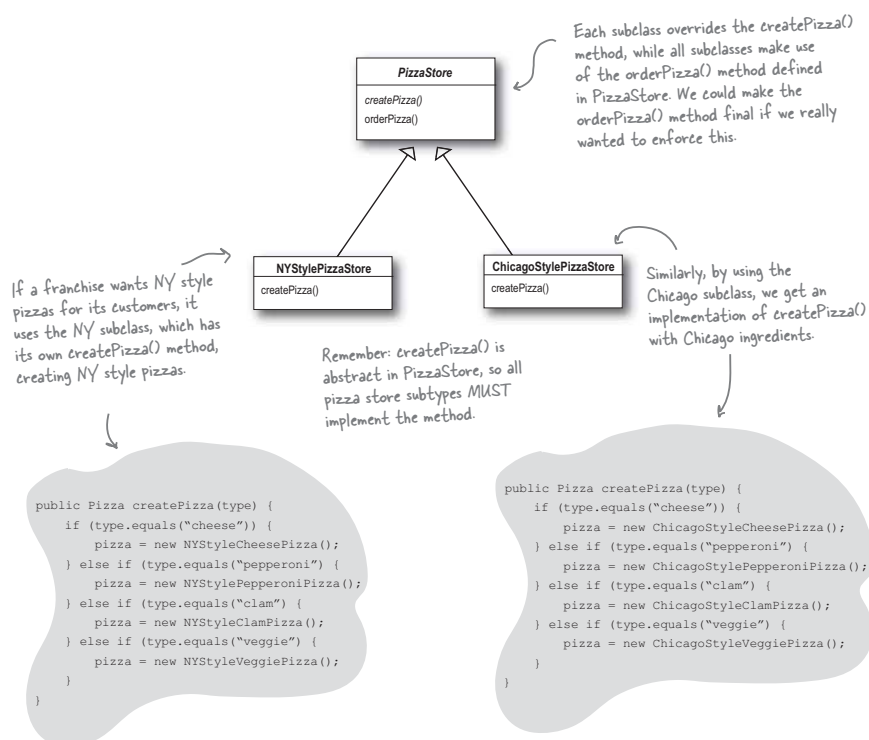 Each subclass overrides the createPizza()
method, while all subclasses make use
of the orderPizza() method defined
in PizzaStore. We could make the
orderPizza() method final if we really
wanted to enforce this.
PizzaStore
createPizza()
orderPizza()
NYStylePizzaStore
createPizza()
ChicagoStylePizzaStore
createPizza()
If a franchise wants NY style
pizzas for its customers, it
uses the NY subclass, which has
its own createPizza() method,
creating NY style pizzas.
Remember: createPizza() is
abstract in PizzaStore, so all
pizza store subtypes MUST
implement the method.
Similarly, by using the
Chicago subclass, we get an
implementation of createPizza()
with Chicago ingredients.
public Pizza createPizza(type) {
    if (type.equals(“cheese”)) {
        pizza = new NYStyleCheesePizza();
    } else if (type.equals(“pepperoni”) {
        pizza = new NYStylePepperoniPizza();
    } else if (type.equals(“clam”) {
        pizza = new NYStyleClamPizza();
    } else if (type.equals(“veggie”) {
        pizza = new NYStyleVeggiePizza();
    }
}
public Pizza createPizza(type) {
    if (type.equals(“cheese”)) {
        pizza = new ChicagoStyleCheesePizza();
    } else if (type.equals(“pepperoni”) {
        pizza = new ChicagoStylePepperoniPizza();
    } else if (type.equals(“clam”) {
        pizza = new ChicagoStyleClamPizza();
    } else if (type.equals(“veggie”) {
        pizza = new ChicagoStyleVeggiePizza();
    }
}